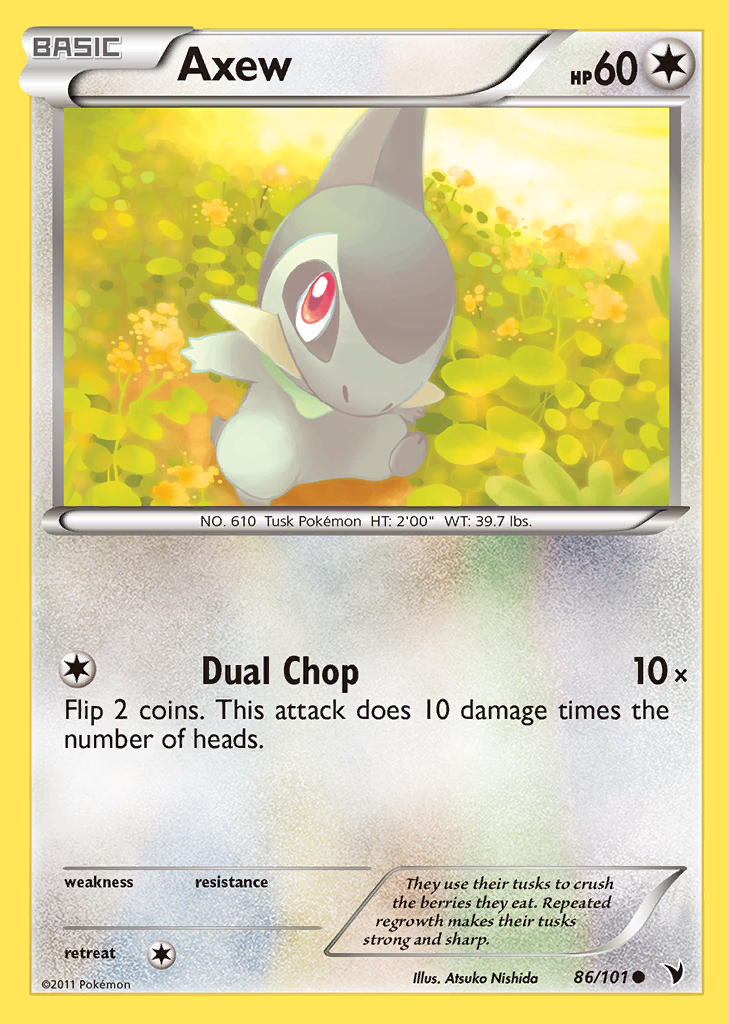 BASIC
Axew
HP60
NO. 610 Tusk Pokémon HT: 2'00" WT: 39.7 lbs.
Dual Chop 10×
Flip 2 coins. This attack does 10 damage times the
number of heads.
weakness resistance
They use their tusks to crush
the berries they eat. Repeated
regrowth makes their tusks
strong and sharp.
retreat
©2011 Pokémon
Illus. Atsuko Nishida 86/101